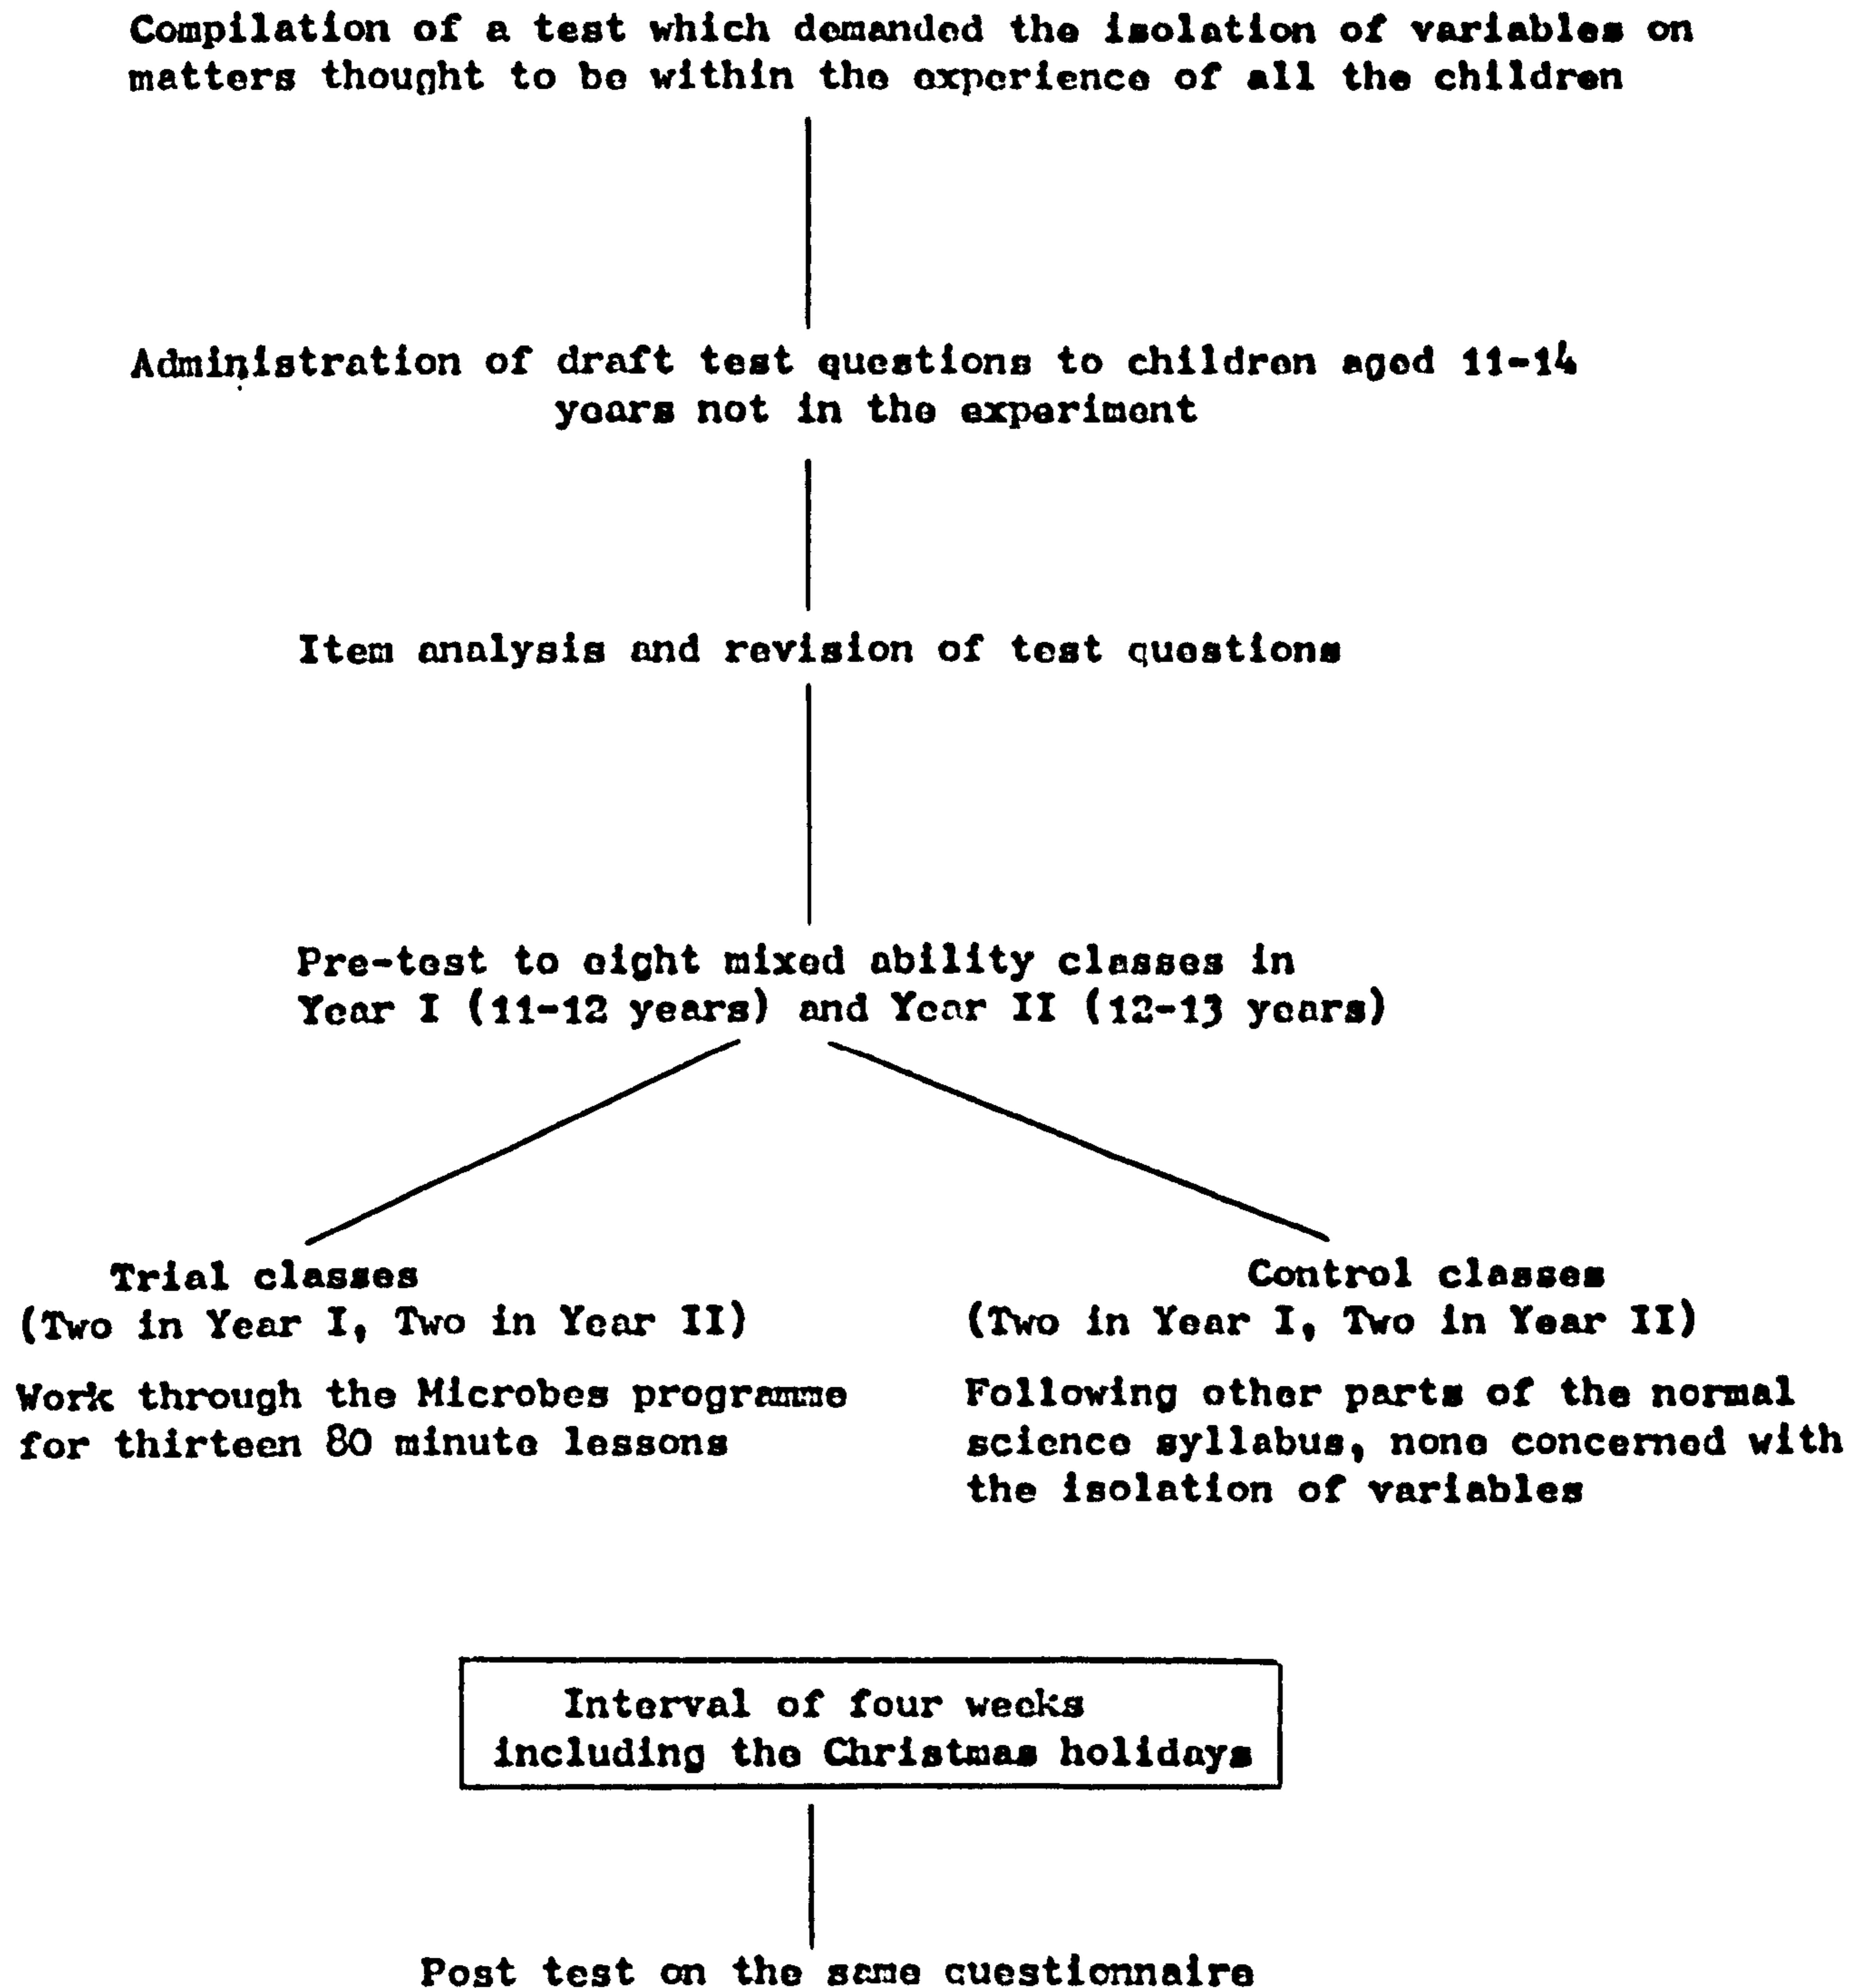 Compilation of a test which demanded the isolation of variables on
matters thought to be within the experience of all the children
Administration of draft test questions to children aged 11-14
years not in the experiment
Item analysis and revision of test questions
Pre-test to eight mixed ability classes in
Year I (11-12 years) and Year II (12-13 years)
Trial classes
(Two in Year I, Two in Year II)
Work through the Microbes programme
for thirteen 80 minute lessons
Control classes
(Two in Year I, Two in Year II)
Following other parts of the normal
science syllabus, none concerned with
the isolation of variables
Interval of four weeks
including the Christmas holidays
Post test on the same questionnaire